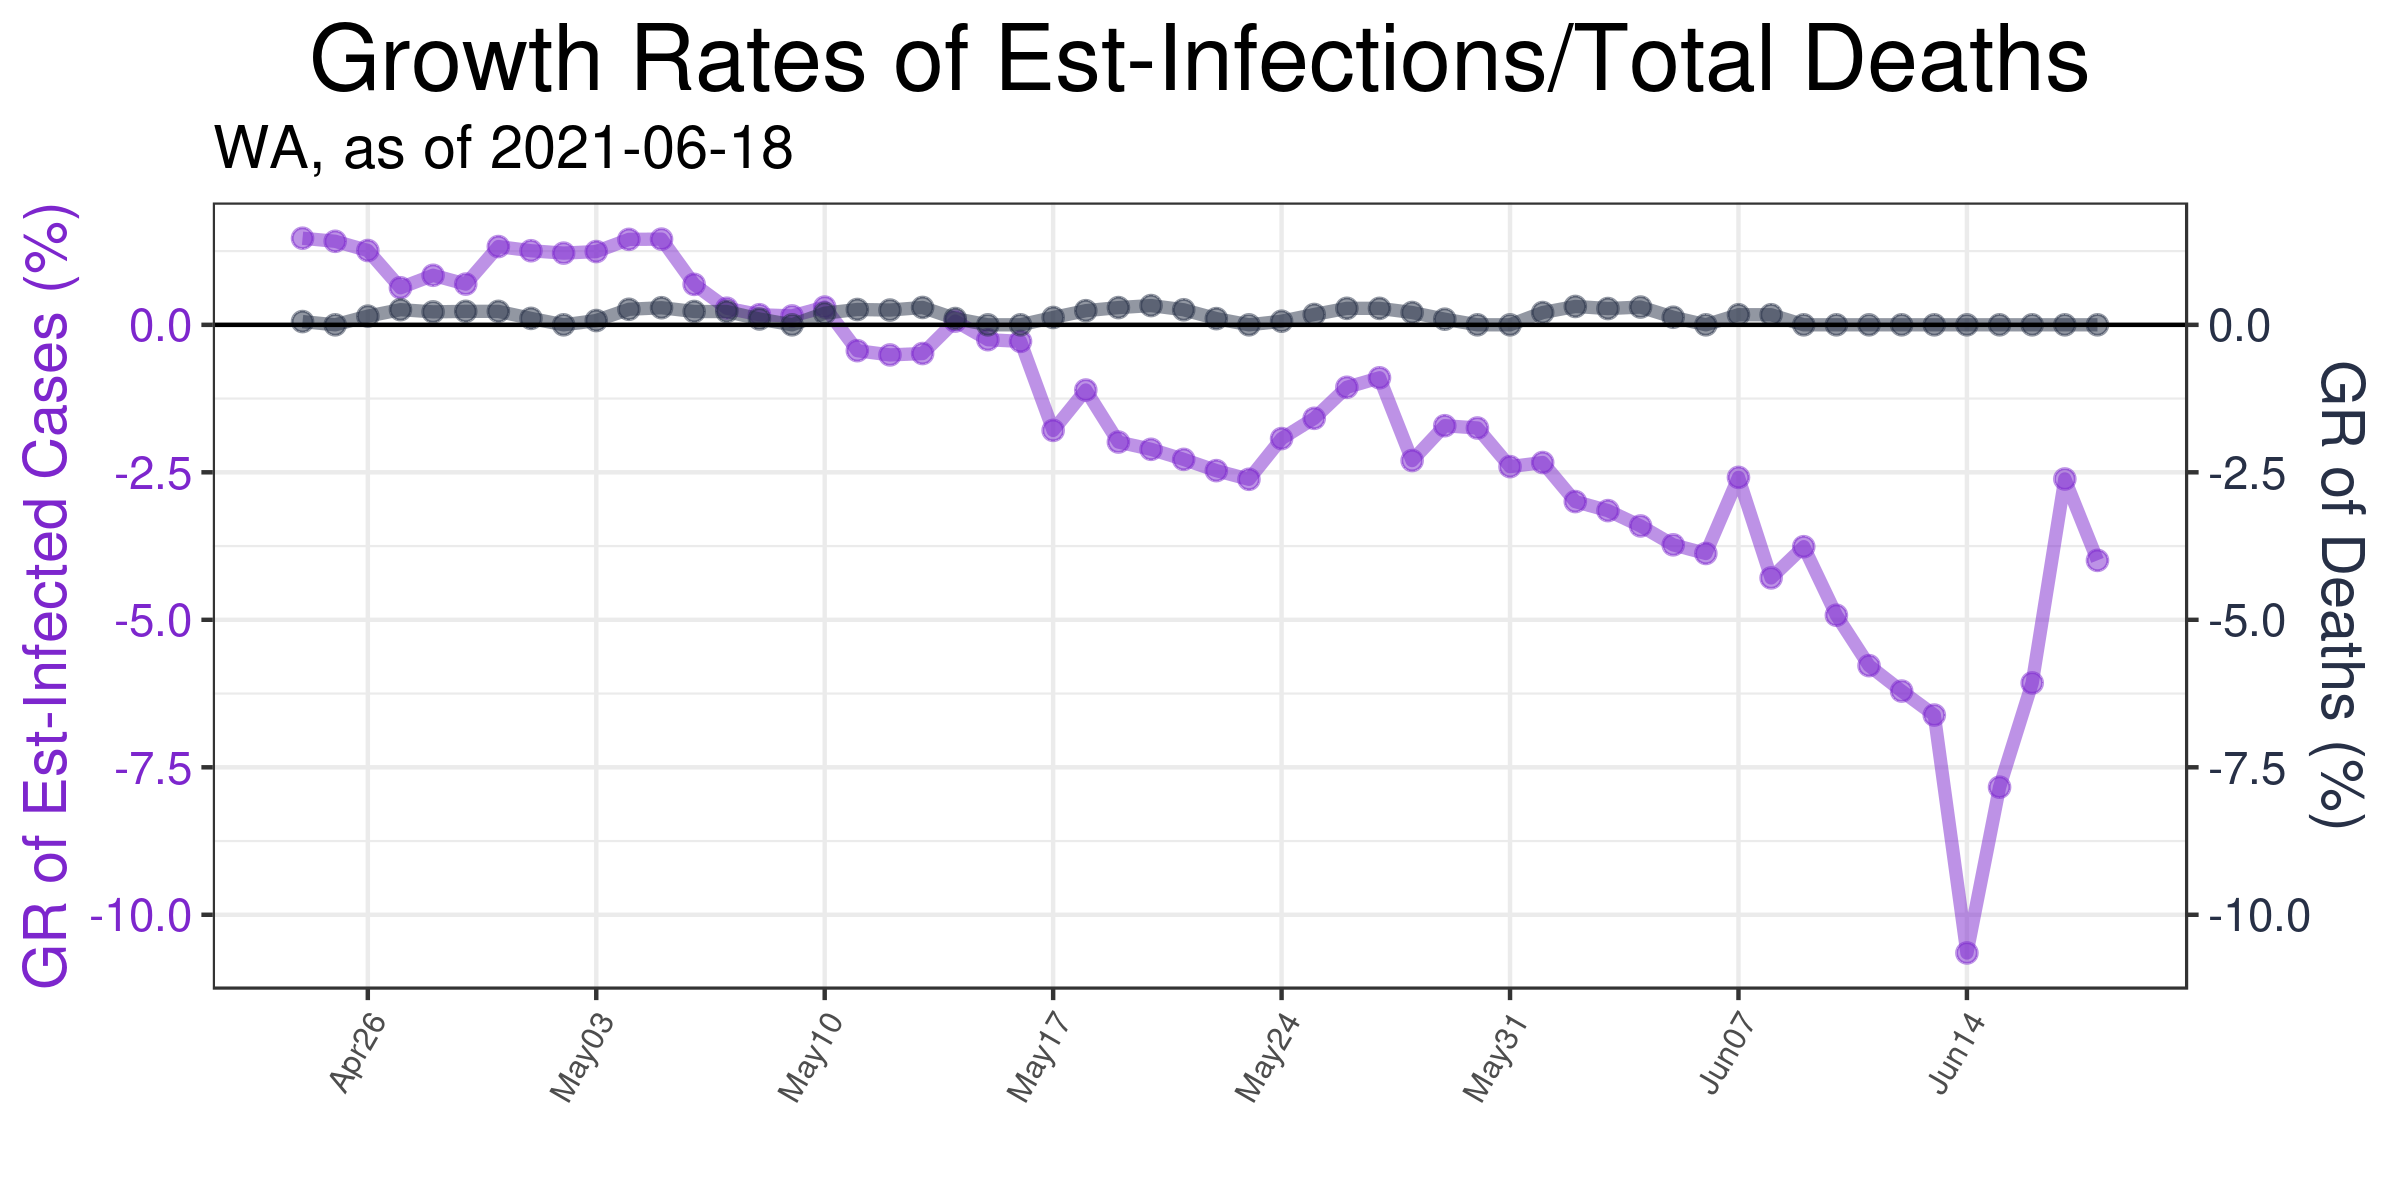 Growth Rates of Est-Infections/Total Deaths
WA, as of 2021-06-18
GR of Est-Infected Cases (%)
0.0
-2.5
-5.0
-7.5
-10.0
0.0
-2.5
-5.0
-7.5
-10.0
GR of Deaths (%)
Apr26
May03
May10
May17
May24
May31
Jun07
Jun14